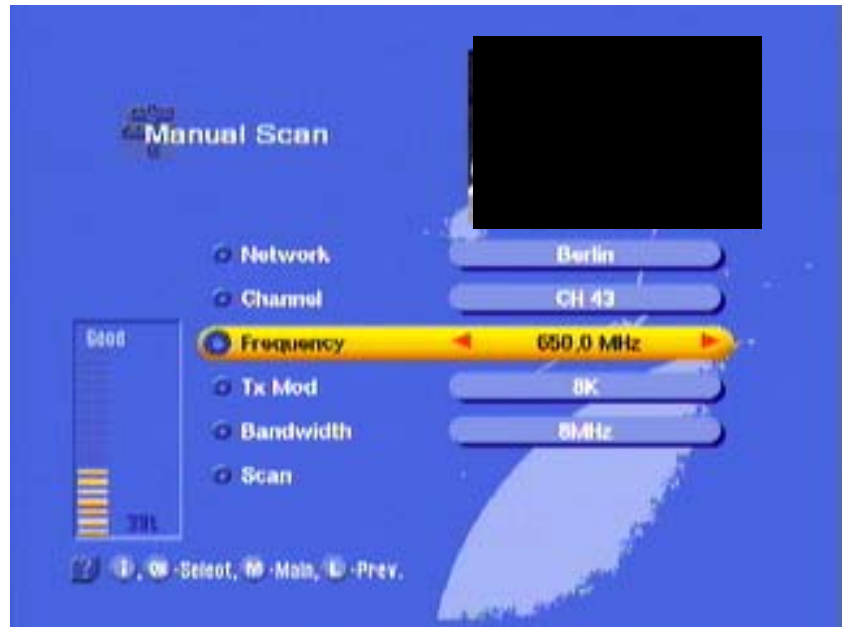 Manual Scan
Network Berlin
Channel CH 43
Good
Frequency 650,0 MHz
Tx Mod 8K
Bandwidth 8MHz
Scan
i, OK -Select, M -Main, L -Prev.